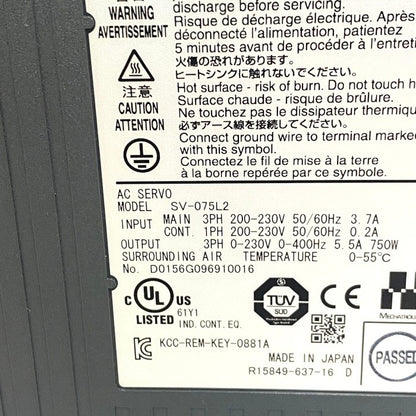 警告
WARNING
AVERTISSEMENT
discharge before servicing.
Risque de décharge électrique. Après
déconnecté l'alimentation, patientez
5 minutes avant de procéder à l'entreti
火傷の恐れがあります。
ヒートシンクに触れないでください。
注意
CAUTION
ATTENTION
Hot surface - risk of burn. Do not touch h
Surface chaude - risque de brûlure.
Ne touchez pas le dissipateur thermiqu
必ずアース線を接続してください。
Connect ground wire to terminal marke
with this symbol.
Connectez le fil de mise à la terre
à la borne repérée par ce symbole.
AC SERVO
MODEL SV-075L2
INPUT MAIN 3PH 200-230V 50/60Hz 3.7A
CONT. 1PH 200-230V 50/60Hz 0.2A
OUTPUT 3PH 0-230V 0-400Hz 5.5A 750W
SURROUNDING AIR TEMPERATURE 0-55℃
No. D0156G096910016
C UL US
LISTED
61Y1
IND. CONT. EQ.
TÜV
SÜD
CE
Mechatrol
KCC-REM-KEY-0881A
MADE IN JAPAN
R15849-637-16 D
PASSED